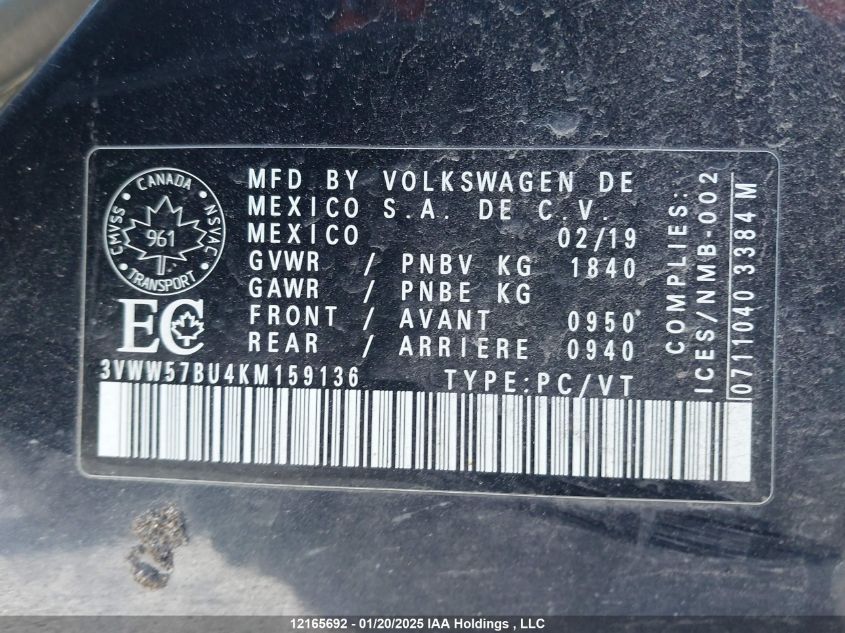 CANADA
CMVSS
NSVAC
961
TRANSPORT
EC
MFD BY VOLKSWAGEN DE
MEXICO S.A. DE C.V.
MEXICO 02/19
GVWR / PNBV KG 1840
GAWR / PNBE KG
FRONT / AVANT 0950
REAR / ARRIERE 0940
3VWW57BU4KM159136 TYPE:PC/VT
COMPLIES:
ICES/NMB-002
0711040 3384 M
12165692 - 01/20/2025 IAA Holdings , LLC